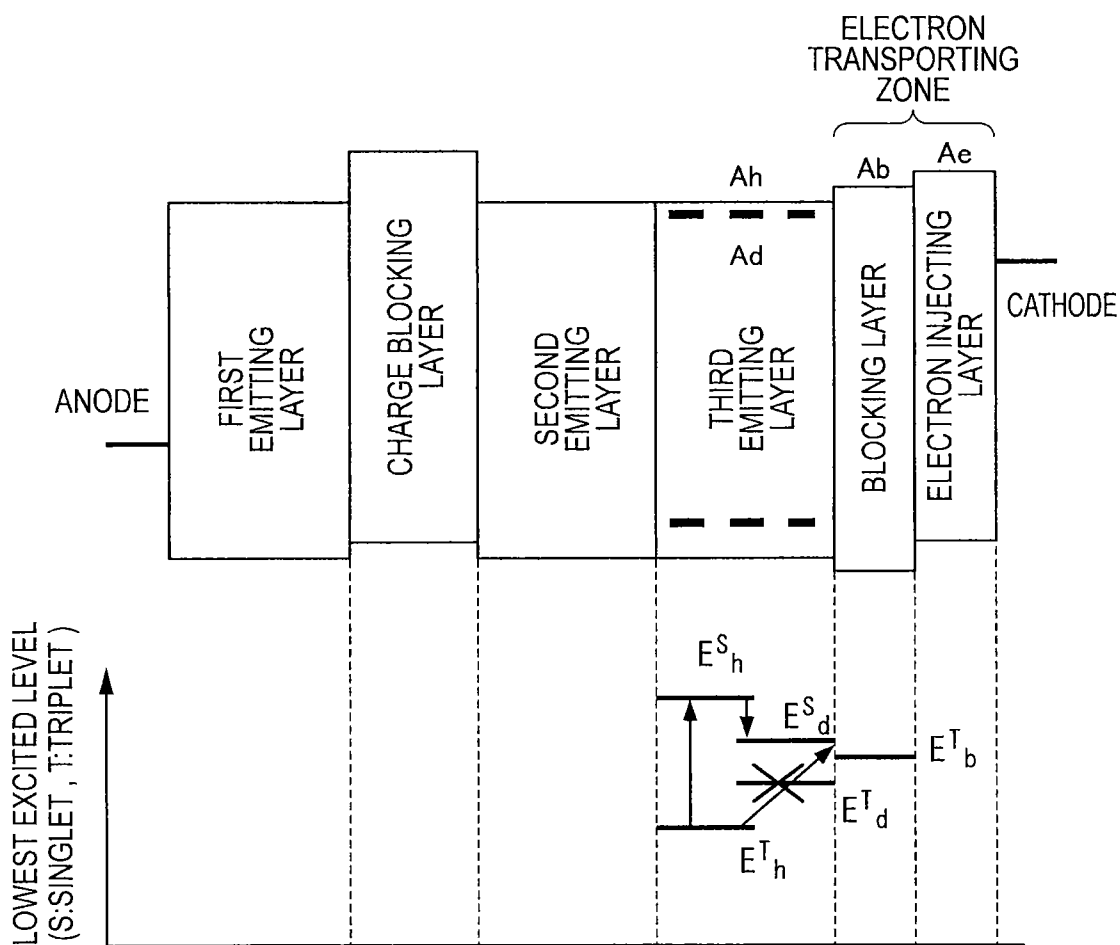 ELECTRON
TRANSPORTING
ZONE
Ah
Ab
Ae
Ad
ANODE
FIRST
EMITTING
LAYER
CHARGE BLOCKING
LAYER
SECOND
EMITTING
LAYER
THIRD
EMITTING
LAYER
BLOCKING LAYER
ELECTRON INJECTING
LAYER
CATHODE
LOWEST EXCITED LEVEL
(S:SINGLET , T:TRIPLET)
E^S_h
E^S_d
E^T_b
E^T_d
E^T_h